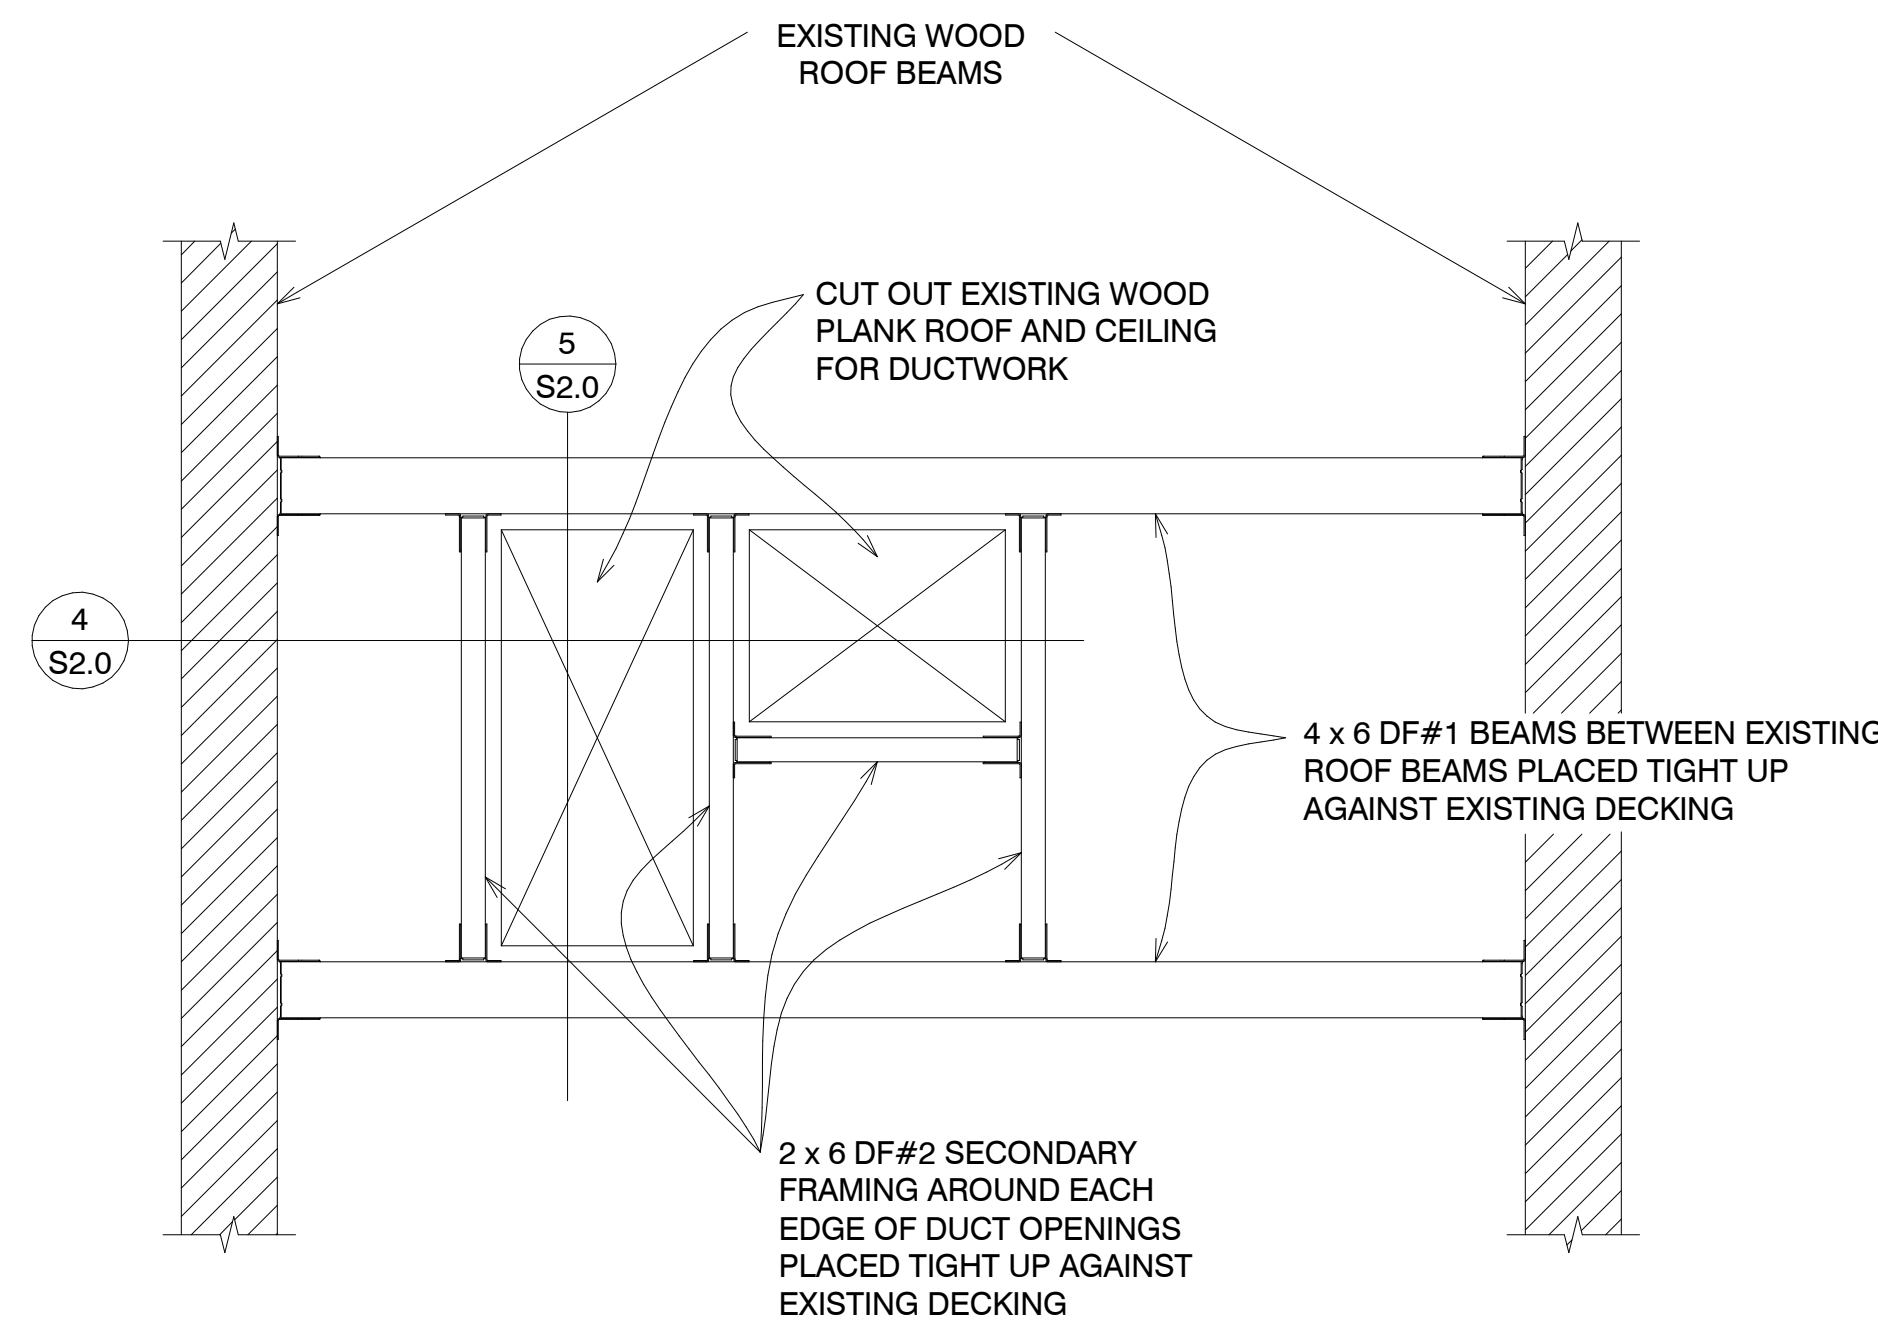 EXISTING WOOD
ROOF BEAMS
CUT OUT EXISTING WOOD
PLANK ROOF AND CEILING
FOR DUCTWORK
5
S2.0
4
S2.0
4 x 6 DF#1 BEAMS BETWEEN EXISTING
ROOF BEAMS PLACED TIGHT UP
AGAINST EXISTING DECKING
2 x 6 DF#2 SECONDARY
FRAMING AROUND EACH
EDGE OF DUCT OPENINGS
PLACED TIGHT UP AGAINST
EXISTING DECKING